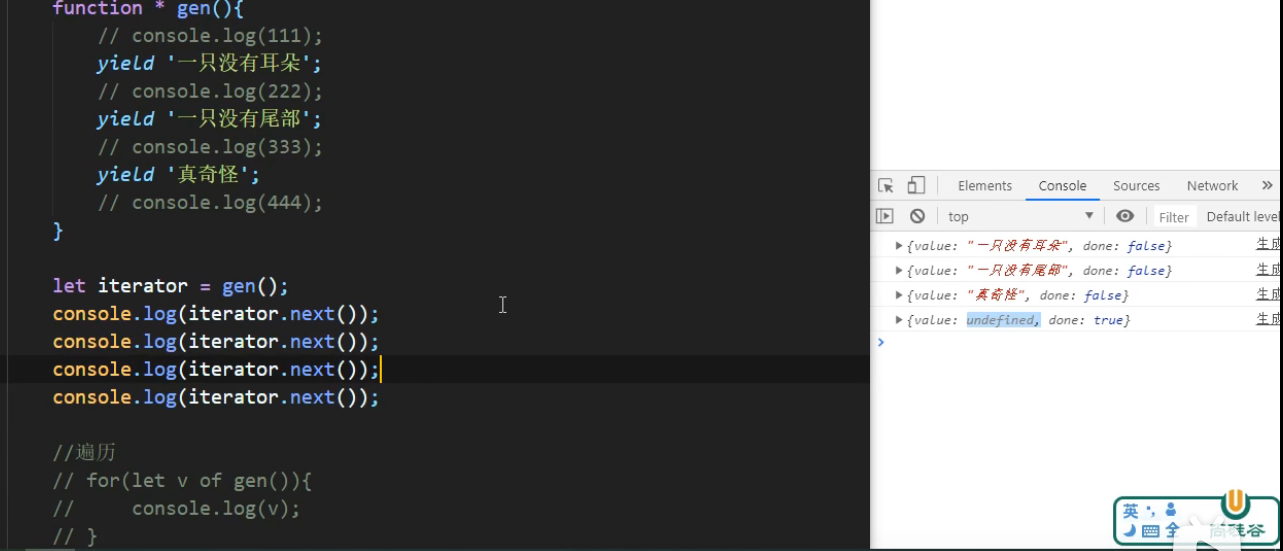 function * gen(){
// console.log(111);
yield '一只没有耳朵';
// console.log(222);
yield '一只没有尾部';
// console.log(333);
yield '真奇怪';
// console.log(444);
}
let iterator = gen();
console.log(iterator.next());
console.log(iterator.next());
console.log(iterator.next());
console.log(iterator.next());
//遍历
// for(let v of gen()){
//     console.log(v);
// }
Elements Console Sources Network »
top Filter Default level
{value: "一只没有耳朵", done: false} 生成
{value: "一只没有尾部", done: false} 生成
{value: "真奇怪", done: false} 生成
{value: undefined, done: true} 生成
英
全 尚硅谷